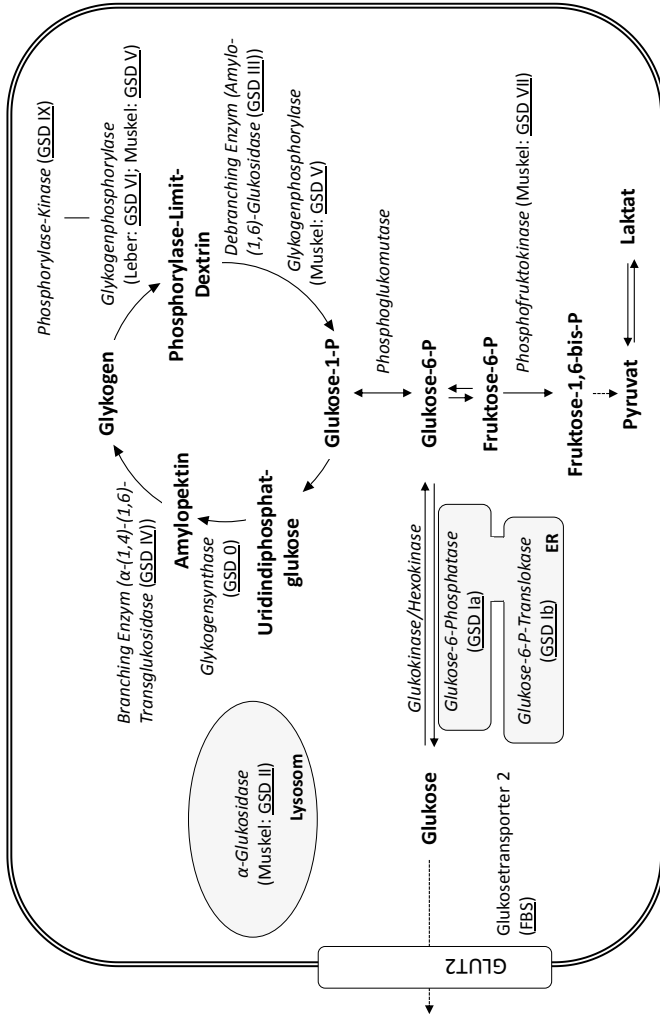 Phosphorylase-Kinase (GSD IX)
Glykogenphosphorylase
(Leber: GSD VI; Muskel: GSD V)
Glykogen
Phosphorylase-Limit-
Dextrin
Debranching Enzym (Amylo-
(1,6)-Glukosidase (GSD III))
Glykogenphosphorylase
(Muskel: GSD V)
Branching Enzym (α-(1,4)-(1,6)-
Transglukosidase (GSD IV))
Amylopektin
Glykogensynthase
(GSD 0)
Uridindiphosphat-
glukose
Glukose-1-P
Phosphoglukomutase
α-Glukosidase
(Muskel: GSD II)
Lysosom
Glukose
Glukokinase/Hexokinase
Glukose-6-P
Glukose-6-Phosphatase
(GSD Ia)
Glukose-6-P-Translokase
(GSD Ib)
ER
Fruktose-6-P
Phosphofruktokinase (Muskel: GSD VII)
Fruktose-1,6-bis-P
Pyruvat
Laktat
Glukosetransporter 2
(FBS)
GLUT2